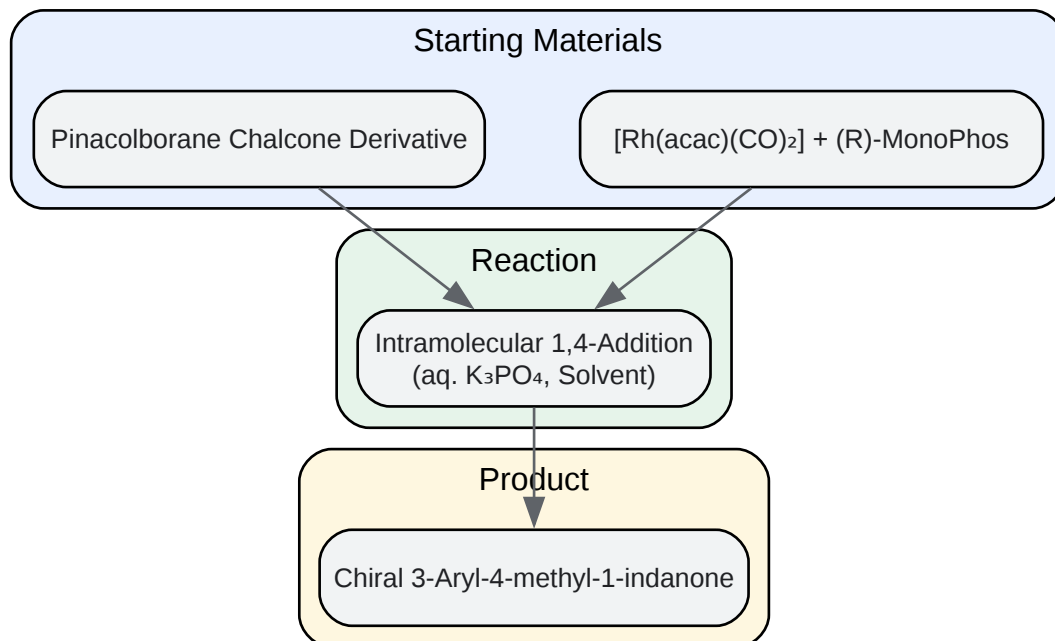 Starting Materials
Pinacolborane Chalcone Derivative
[Rh(acac)(CO)₂] + (R)-MonoPhos
Reaction
Intramolecular 1,4-Addition
(aq. K₃PO₄, Solvent)
Product
Chiral 3-Aryl-4-methyl-1-indanone